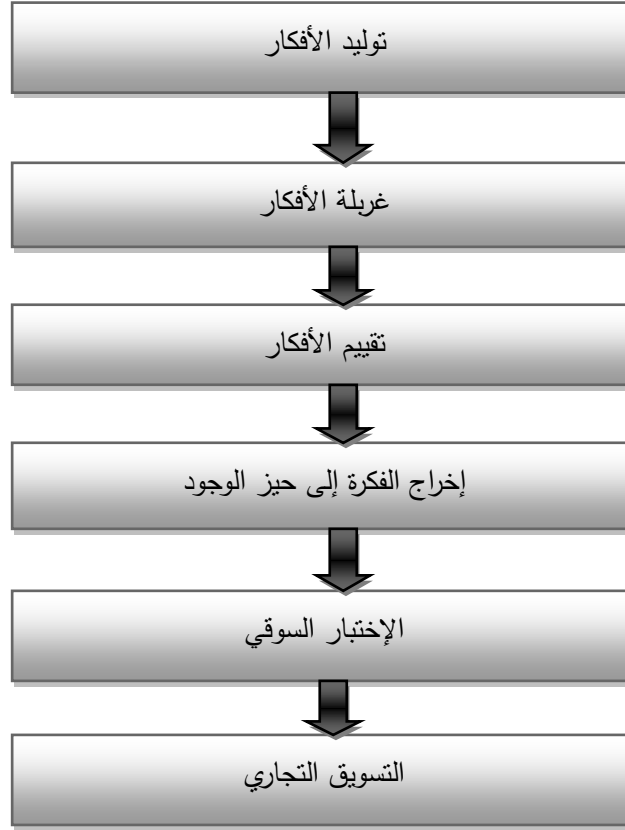 توليد الأفكار
غربلة الأفكار
تقييم الأفكار
إخراج الفكرة إلى حيز الوجود
الإختبار السوقي
التسويق التجاري